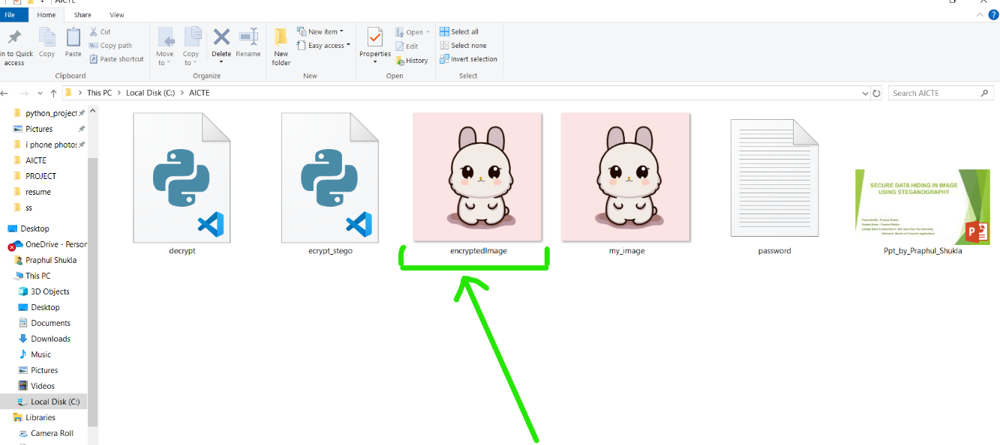 AICTE
File Home Share View
Cut
Copy path
Paste shortcut
in to Quick access
Copy
Paste
Clipboard
Move to
Copy to
Delete
Rename
Organize
New folder
New item
Easy access
New
Properties
Open
Edit
History
Open
Select all
Select none
Invert selection
Select
This PC > Local Disk (C:) > AICTE
Search AICTE
python_project
Pictures
i phone photos
AICTE
PROJECT
resume
ss
Desktop
OneDrive - Person
Praphul Shukla
This PC
3D Objects
Desktop
Documents
Downloads
Music
Pictures
Videos
Local Disk (C:)
Libraries
Camera Roll
decrypt
ecrypt_stego
encryptedImage
my_image
password
SECURE DATA HIDING IN IMAGE
USING STEGANOGRAPHY
Presented By : Praphul Shukla
Student Name : Praphul Shukla
Ppt_by_Praphul_Shukla